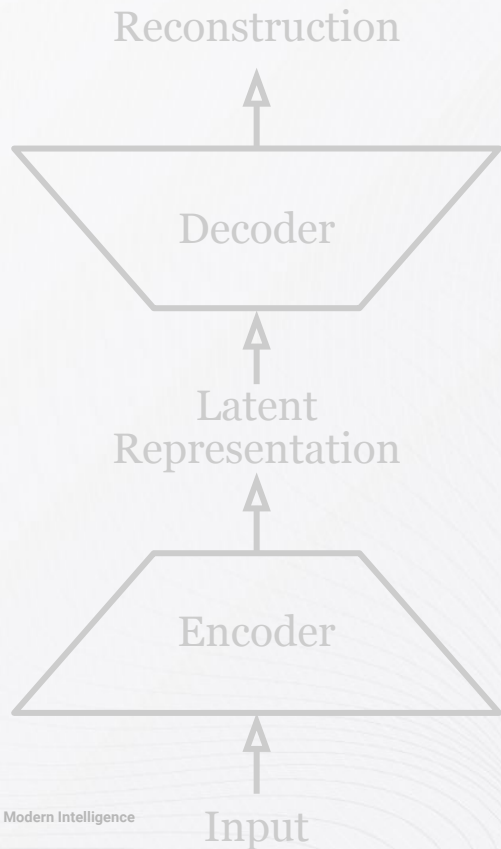 Reconstruction
Decoder
Latent
Representation
Encoder
Modern Intelligence
Input